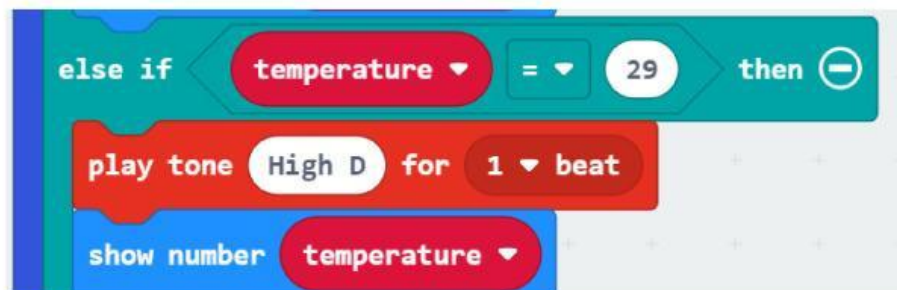 else if temperature = 29 then
play tone High D for 1 beat
show number temperature